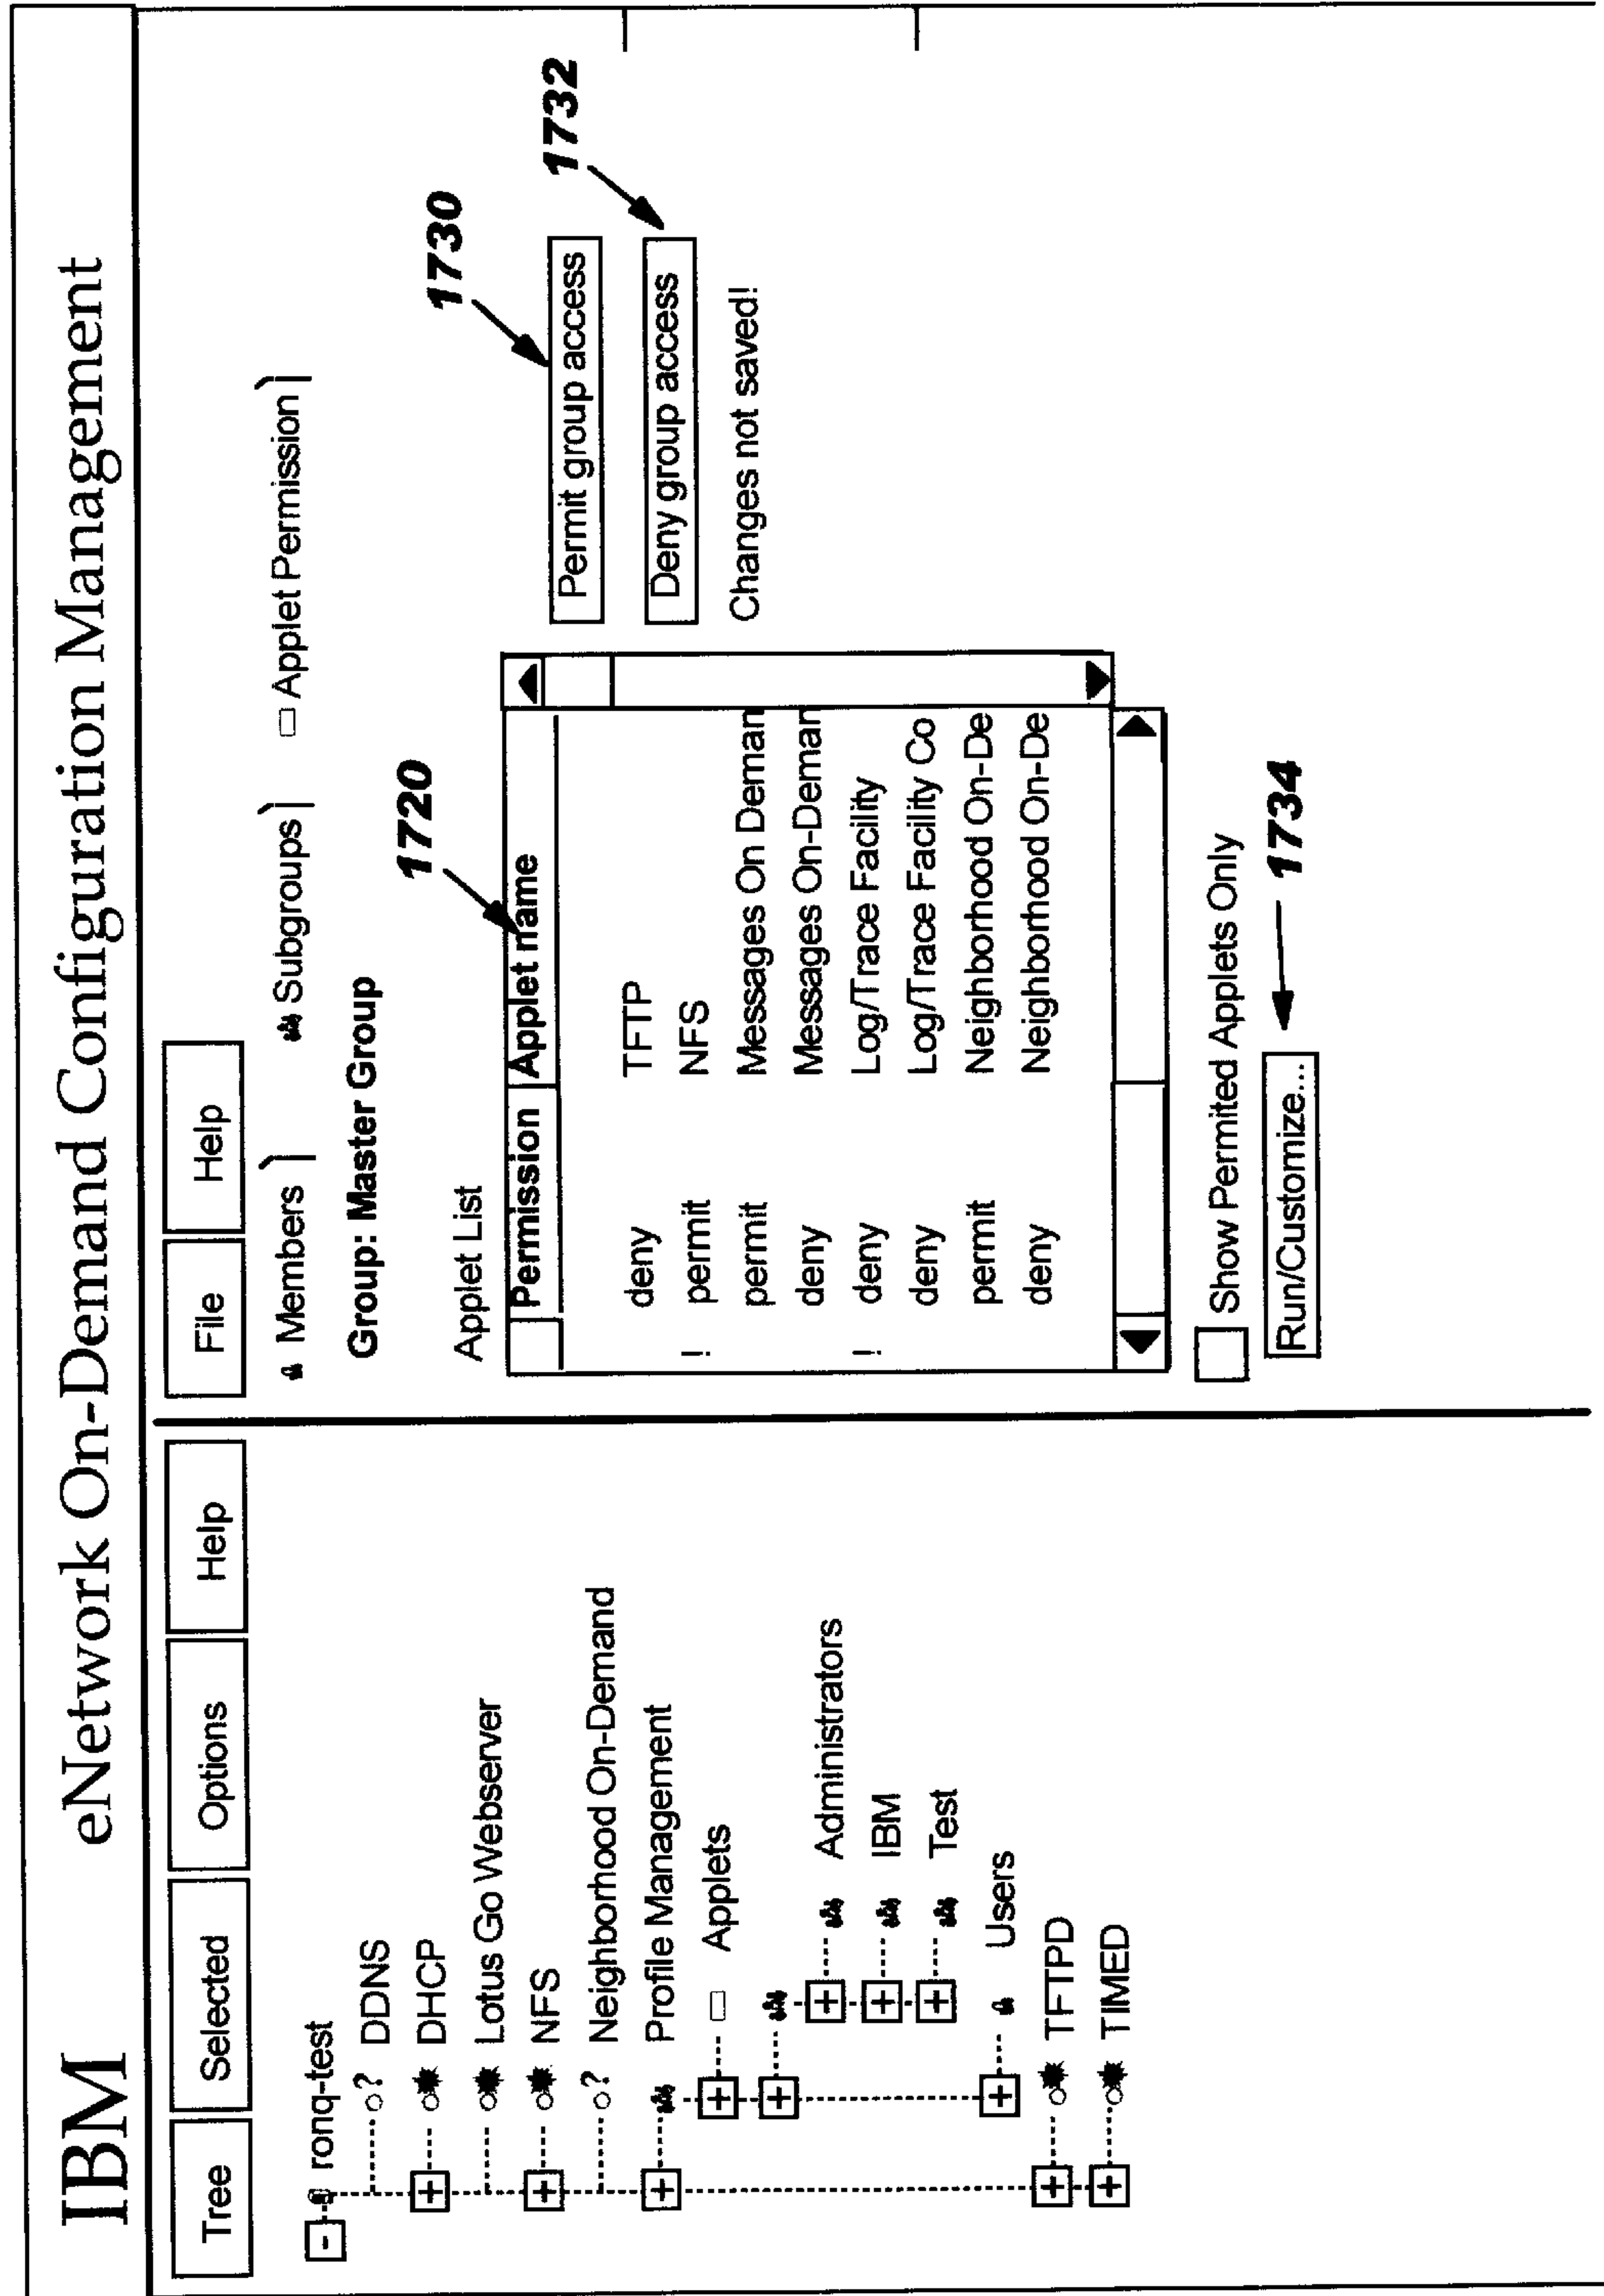 IBM eNetwork On-Demand Configuration Management
Tree Selected Options Help
ronq-test
? DDNS
DHCP
Lotus Go Webserver
NFS
? Neighborhood On-Demand
Profile Management
Applets
Administrators
IBM
Test
Users
TFTPD
TIMED
File Help
Members Subgroups Applet Permission
Group: Master Group
1720
1730
1732
Applet List
Permission Applet name
deny TFTP
! permit NFS
permit Messages On Deman
deny Messages On-Deman
! deny Log/Trace Facility
deny Log/Trace Facility Co
permit Neighborhood On-De
deny Neighborhood On-De
Permit group access
Deny group access
Changes not saved!
Show Permited Applets Only
Run/Customize... 1734